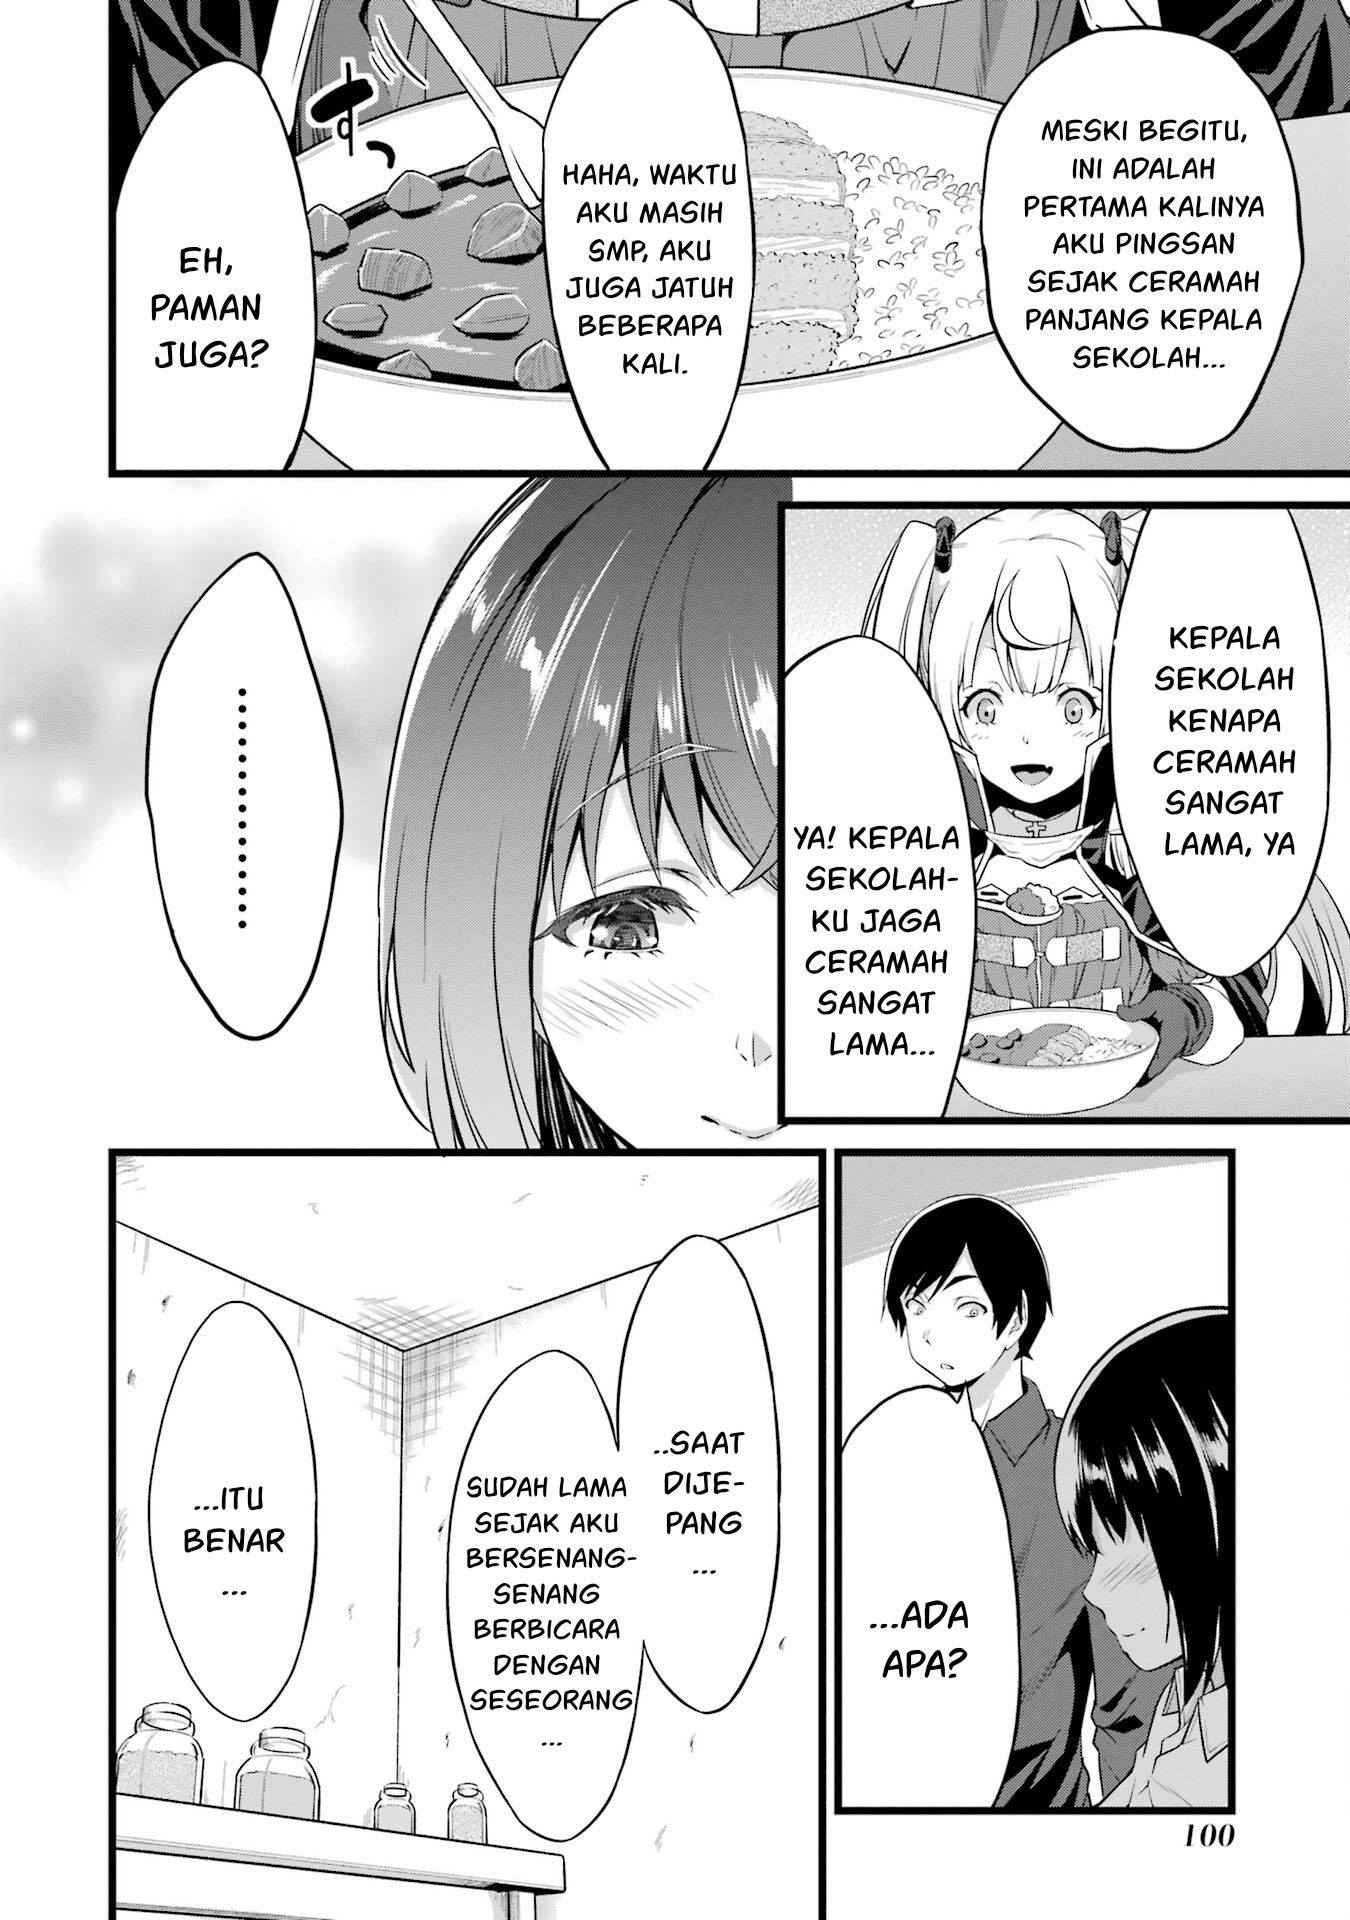 MESKI BEGITU,
INI ADALAH
PERTAMA KALINYA
AKU PINGSAN
SEJAK CERAMAH
PANJANG KEPALA
SEKOLAH...
HAHA, WAKTU
AKU MASIH
SMP, AKU
JUGA JATUH
BEBERAPA
KALI.
すっ
EH,
PAMAN
JUGA?
KEPALA
SEKOLAH
KENAPA
CERAMAH
SANGAT
LAMA, YA
YA! KEPALA
SEKOLAH-
KU JAGA
CERAMAH
SANGAT
LAMA...
............
...ADA
APA?
..SAAT
DIJE-
PANG
...
SUDAH LAMA
SEJAK AKU
BERSENANG-
SENANG
BERBICARA
DENGAN
SESEORANG
...
...ITU
BENAR
...
100